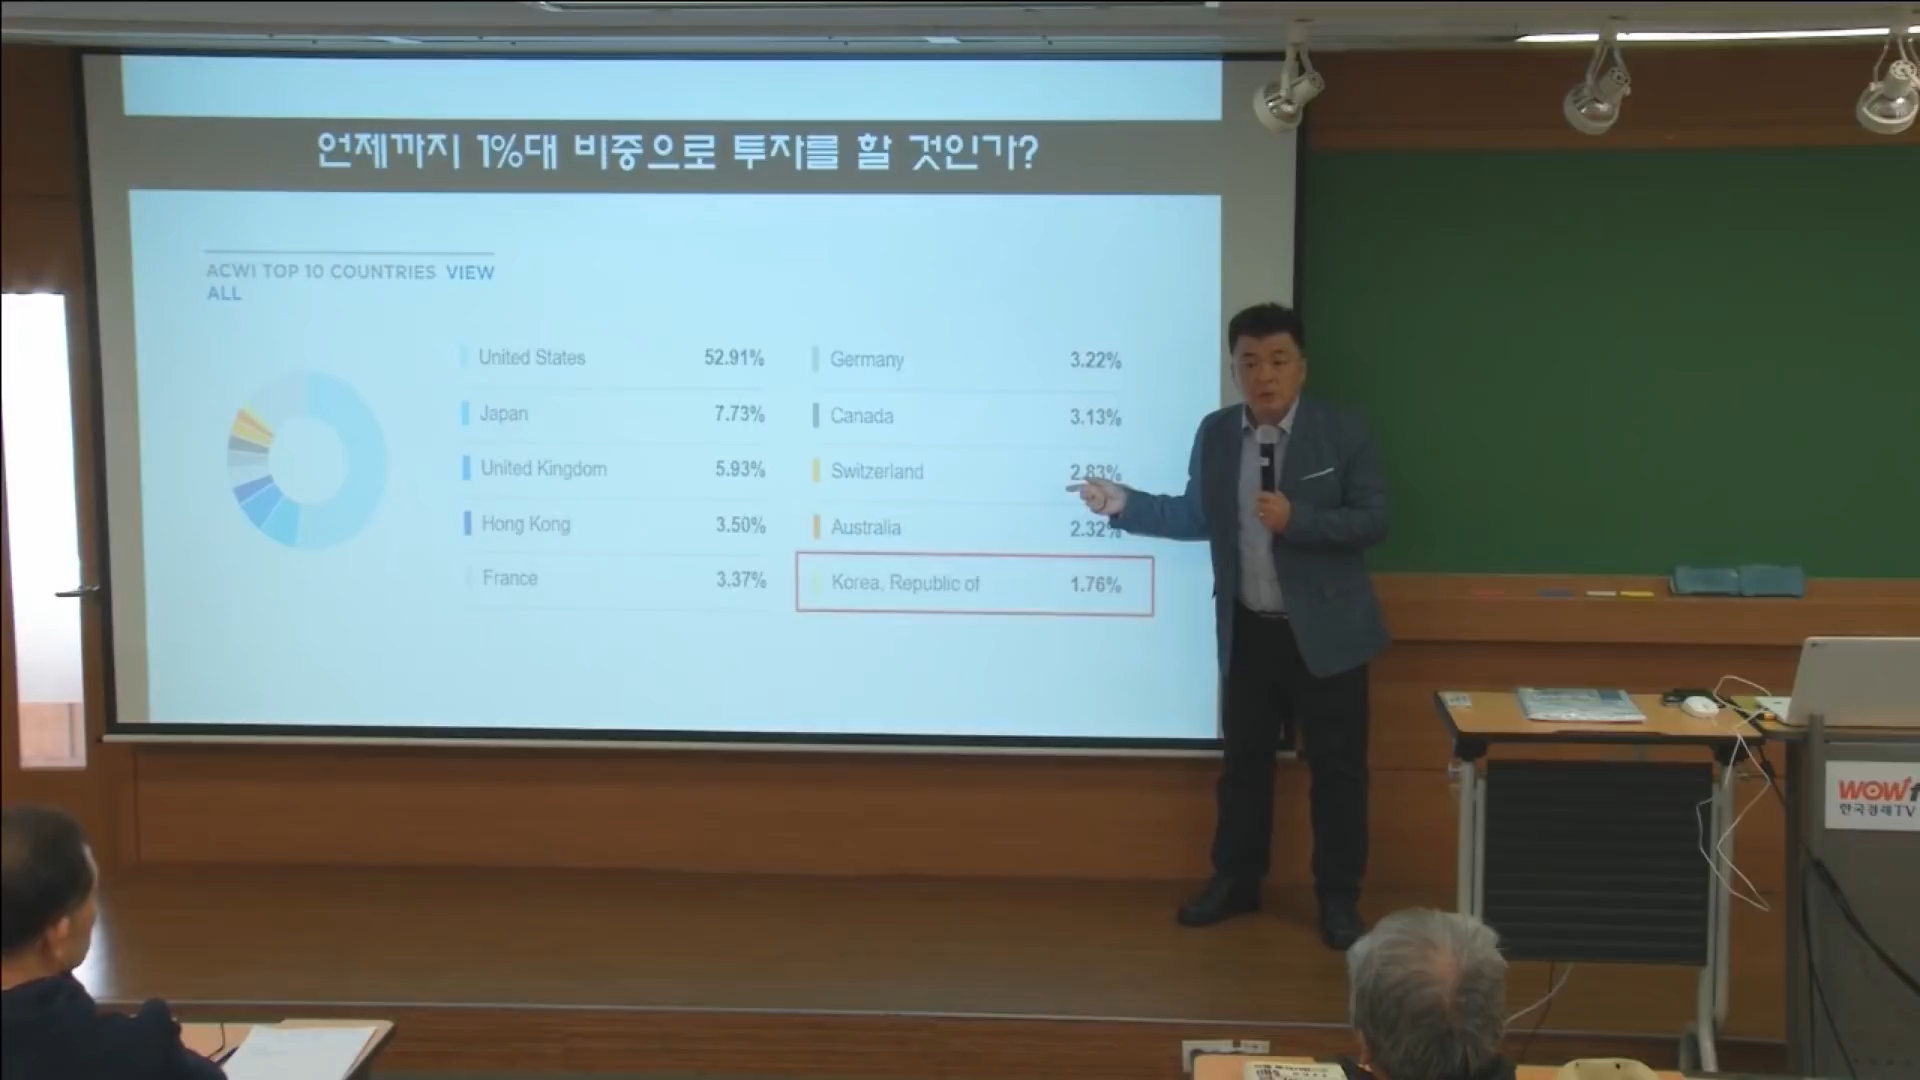 언제까지 1%대 비중으로 투자를 할 것인가?
ACWI TOP 10 COUNTRIES VIEW
ALL
United States 52.91%
Japan 7.73%
United Kingdom 5.93%
Hong Kong 3.50%
France 3.37%
Germany 3.22%
Canada 3.13%
Switzerland 2.83%
Australia 2.32%
Korea, Republic of 1.76%
WOW
한국경제TV